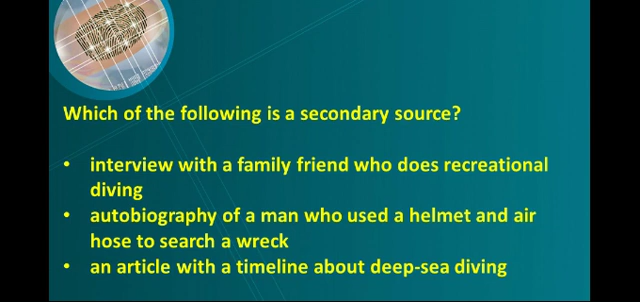 Which of the following is a secondary source?
• interview with a family friend who does recreational
diving
• autobiography of a man who used a helmet and air
hose to search a wreck
• an article with a timeline about deep-sea diving